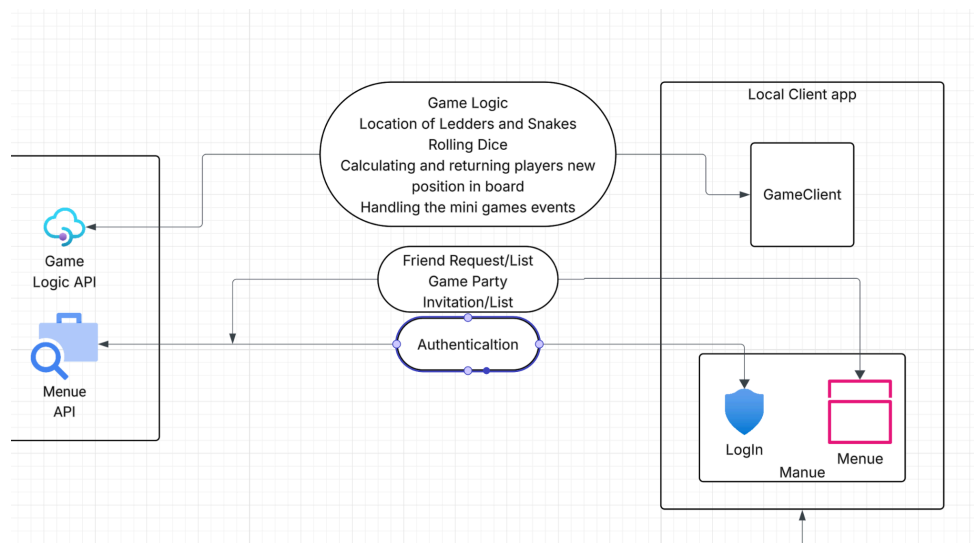 Local Client app
Game Logic
Location of Ledders and Snakes
Rolling Dice
Calculating and returning players new
position in board
Handling the mini games events
GameClient
Game
Logic API
Friend Request/List
Game Party
Invitation/List
Authenticaltion
Menue
API
LogIn
Menue
Manue